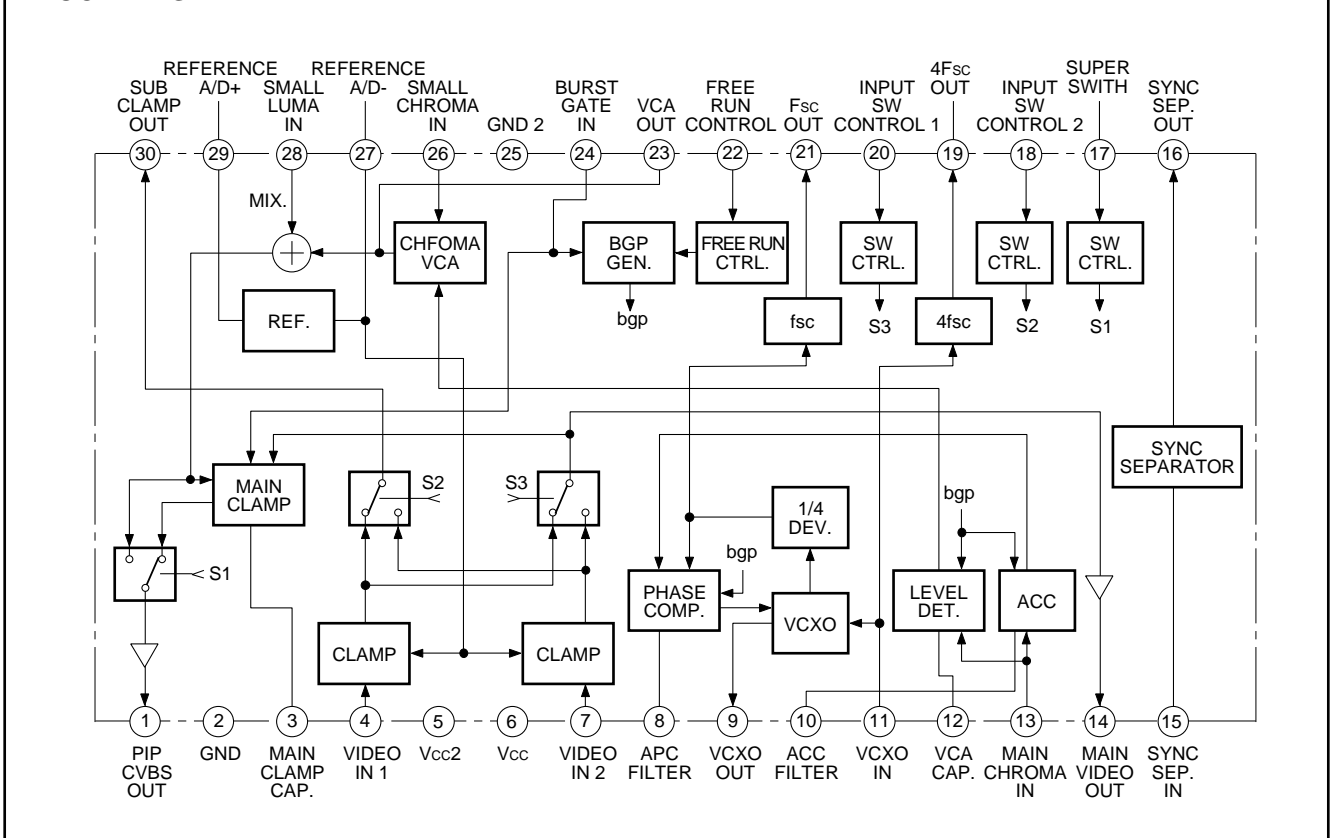 SUB
CLAMP
OUT
REFERENCE
A/D+
SMALL
LUMA
IN
REFERENCE
A/D-
SMALL
CHROMA
IN
GND 2
BURST
GATE
IN
VCA
OUT
FREE
RUN
CONTROL
Fsc
OUT
INPUT
SW
CONTROL 1
4Fsc
OUT
INPUT
SW
CONTROL 2
SUPER
SWITH
SYNC
SEP.
OUT
30
29
28
27
26
25
24
23
22
21
20
19
18
17
16
MIX.
CHFOMA
VCA
BGP
GEN.
FREE RUN
CTRL.
SW
CTRL.
SW
CTRL.
SW
CTRL.
REF.
bgp
fsc
S3
4fsc
S2
S1
MAIN
CLAMP
S2
S3
1/4
DEV.
bgp
SYNC
SEPARATOR
S1
bgp
PHASE
COMP.
VCXO
LEVEL
DET.
ACC
CLAMP
CLAMP
1
2
3
4
5
6
7
8
9
10
11
12
13
14
15
PIP
CVBS
OUT
GND
MAIN
CLAMP
CAP.
VIDEO
IN 1
Vcc2
Vcc
VIDEO
IN 2
APC
FILTER
VCXO
OUT
ACC
FILTER
VCXO
IN
VCA
CAP.
MAIN
CHROMA
IN
MAIN
VIDEO
OUT
SYNC
SEP.
IN